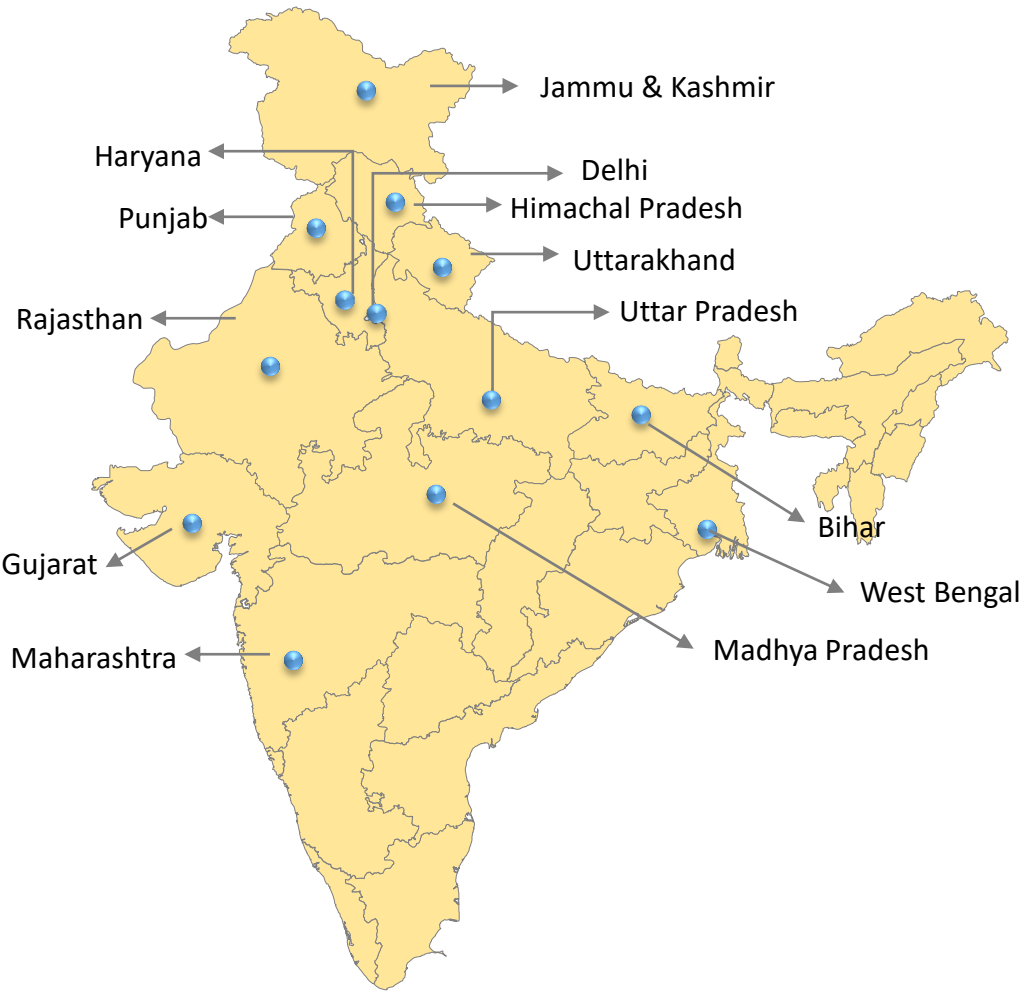 Jammu & Kashmir
Haryana
Delhi
Punjab
Himachal Pradesh
Uttarakhand
Rajasthan
Uttar Pradesh
Bihar
Gujarat
West Bengal
Maharashtra
Madhya Pradesh